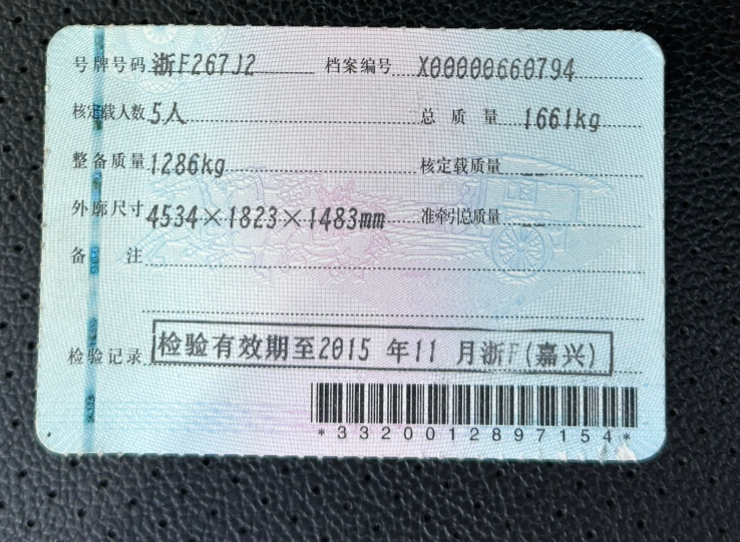 号牌号码 浙F267J2 档案编号 X00000660794
核定载人数 5人 总质量 1661kg
整备质量 1286kg 核定载质量
外廓尺寸 4534×1823×1483mm 准牵引总质量
备注
检验记录 检验有效期至2015 年11 月浙F(嘉兴)
*3320012897154*